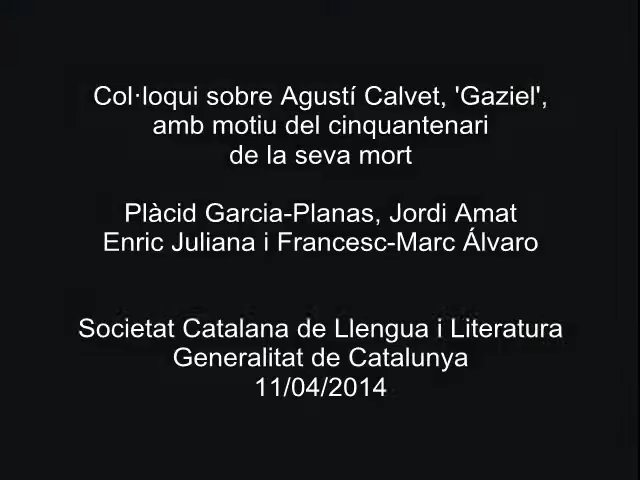 Col·loqui sobre Agustí Calvet, 'Gaziel',
amb motiu del cinquantenari
de la seva mort
Plàcid Garcia-Planas, Jordi Amat
Enric Juliana i Francesc-Marc Álvaro
Societat Catalana de Llengua i Literatura
Generalitat de Catalunya
11/04/2014